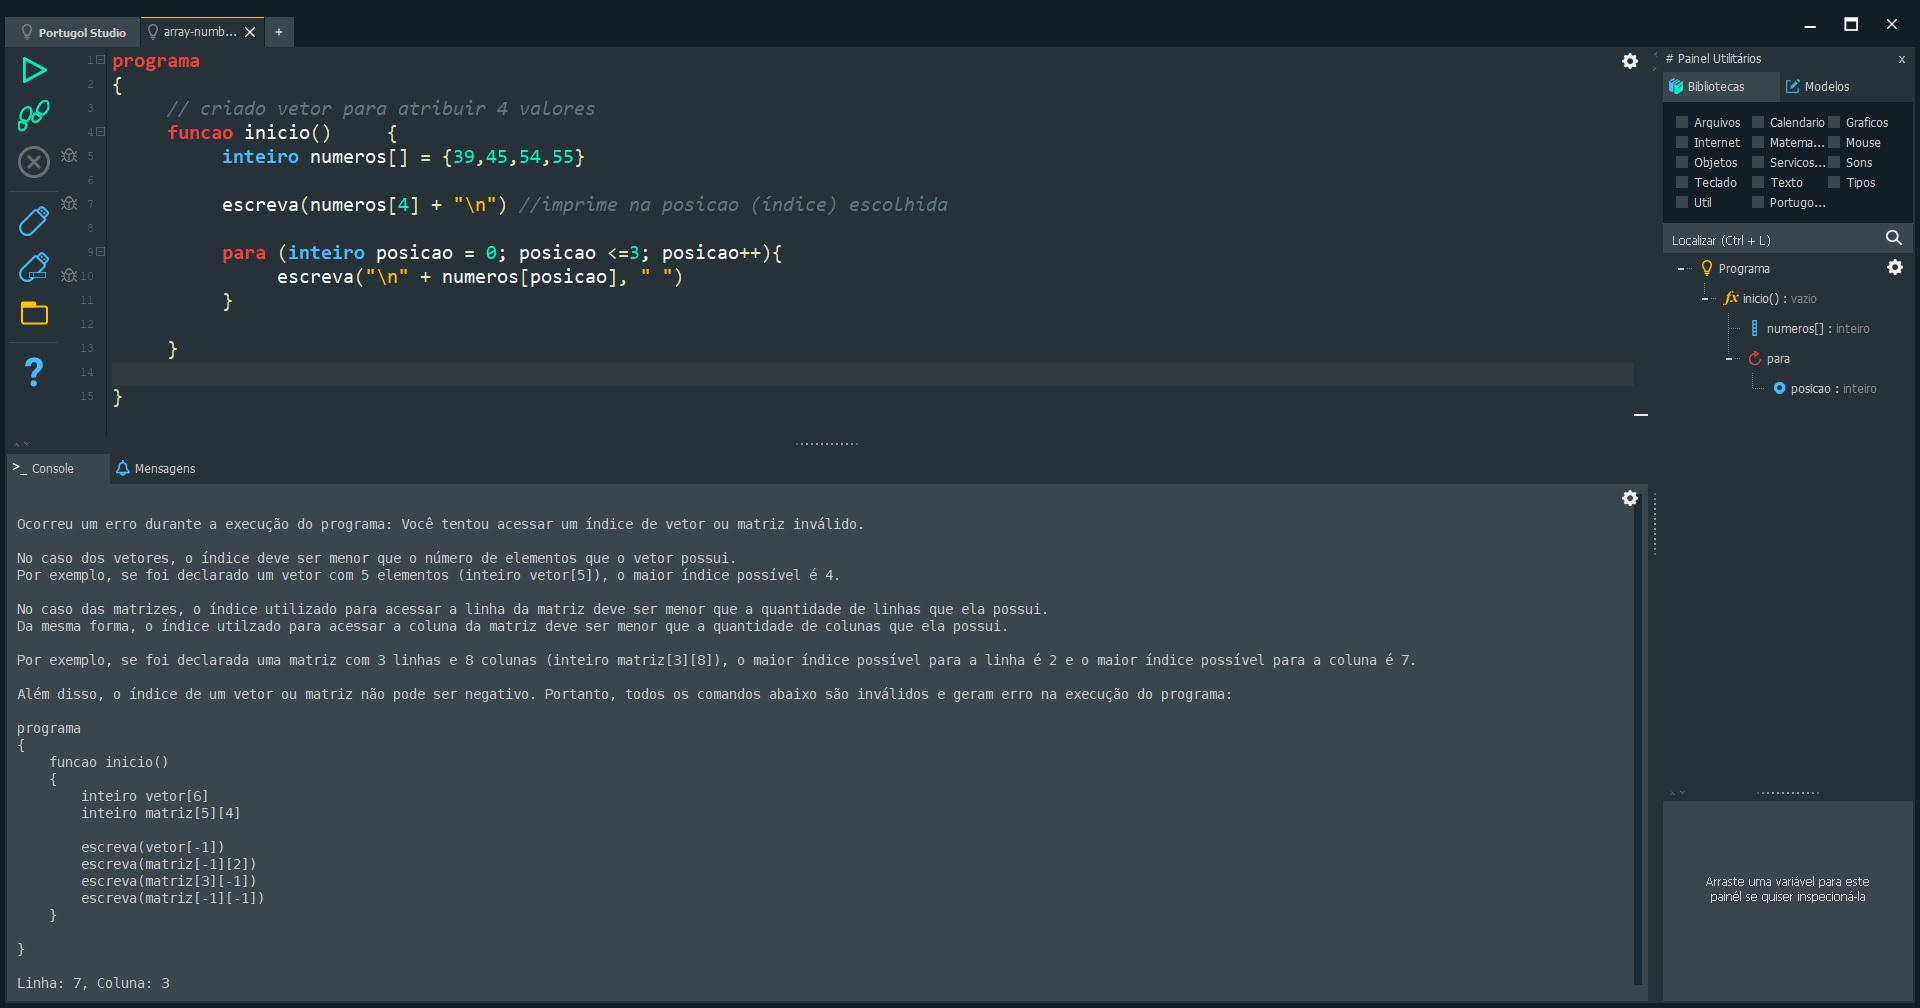 Portugol Studio
array-numb...
+
1 programa
2 {
3 // criado vetor para atribuir 4 valores
4 funcao inicio() {
5 inteiro numeros[] = {39,45,54,55}
6
7 escreva(numeros[4] + "\n") //imprime na posicao (índice) escolhida
8
9 para (inteiro posicao = 0; posicao <=3; posicao++){
10 escreva("\n" + numeros[posicao], " ")
11 }
12
13 }
14
15 }
# Painel Utilitários x
Bibliotecas Modelos
Arquivos Calendario Graficos
Internet Matema... Mouse
Objetos Servicos... Sons
Teclado Texto Tipos
Util Portugo...
Localizar (Ctrl + L)
Programa
fx inicio() : vazio
numeros[] : inteiro
para
posicao : inteiro
>_ Console Mensagens
Ocorreu um erro durante a execução do programa: Você tentou acessar um índice de vetor ou matriz inválido.
No caso dos vetores, o índice deve ser menor que o número de elementos que o vetor possui.
Por exemplo, se foi declarado um vetor com 5 elementos (inteiro vetor[5]), o maior índice possível é 4.
No caso das matrizes, o índice utilizado para acessar a linha da matriz deve ser menor que a quantidade de linhas que ela possui.
Da mesma forma, o índice utilzado para acessar a coluna da matriz deve ser menor que a quantidade de colunas que ela possui.
Por exemplo, se foi declarada uma matriz com 3 linhas e 8 colunas (inteiro matriz[3][8]), o maior índice possível para a linha é 2 e o maior índice possível para a coluna é 7.
Além disso, o índice de um vetor ou matriz não pode ser negativo. Portanto, todos os comandos abaixo são inválidos e geram erro na execução do programa:
programa
{
funcao inicio()
{
inteiro vetor[6]
inteiro matriz[5][4]
escreva(vetor[-1])
escreva(matriz[-1][2])
escreva(matriz[3][-1])
escreva(matriz[-1][-1])
}
}
Linha: 7, Coluna: 3
Arraste uma variável para este
painél se quiser inspecioná-la